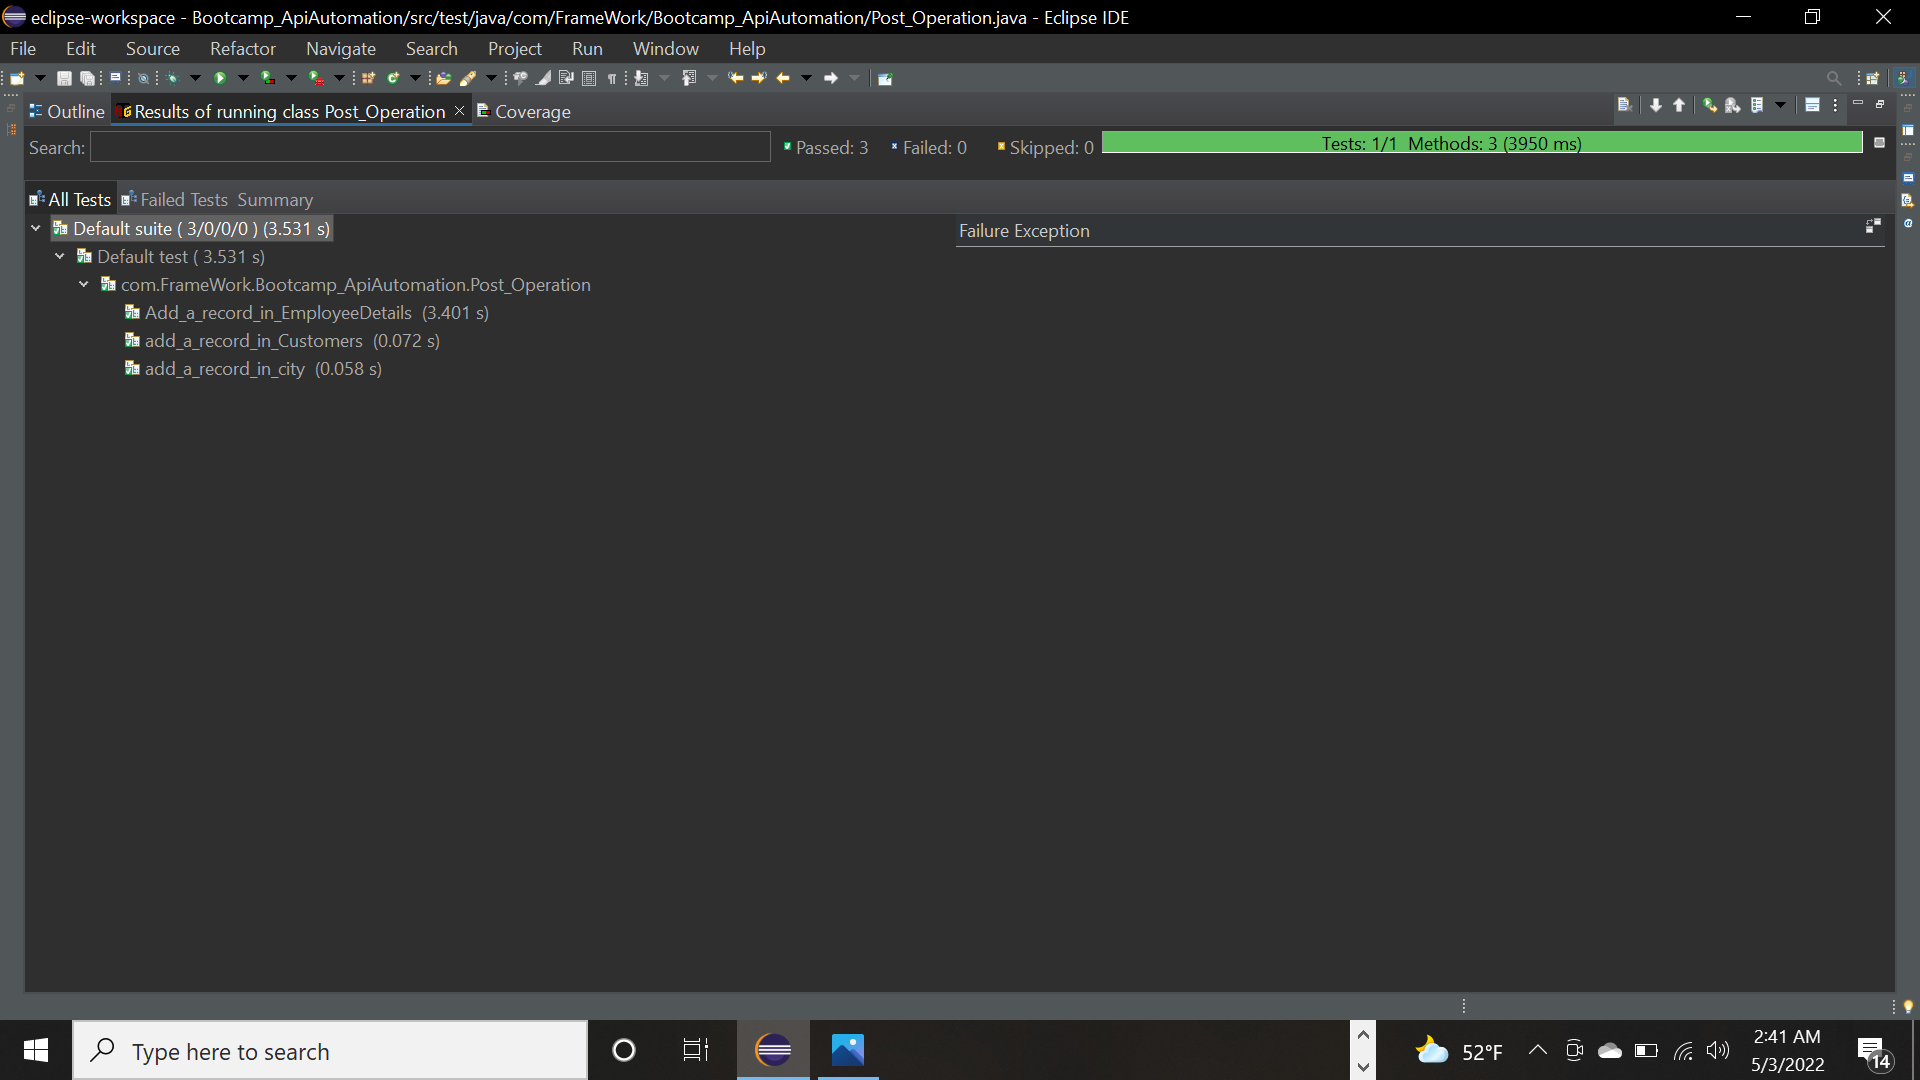 eclipse-workspace - Bootcamp_ApiAutomation/src/test/java/com/FrameWork/Bootcamp_ApiAutomation/Post_Operation.java - Eclipse IDE
File Edit Source Refactor Navigate Search Project Run Window Help
Outline Results of running class Post_Operation Coverage
Search: Passed: 3 Failed: 0 Skipped: 0 Tests: 1/1 Methods: 3 (3950 ms)
All Tests Failed Tests Summary
Default suite ( 3/0/0/0 ) (3.531 s)
Failure Exception
Default test ( 3.531 s)
com.FrameWork.Bootcamp_ApiAutomation.Post_Operation
Add_a_record_in_EmployeeDetails (3.401 s)
add_a_record_in_Customers (0.072 s)
add_a_record_in_city (0.058 s)
Type here to search
52°F
2:41 AM
5/3/2022
14